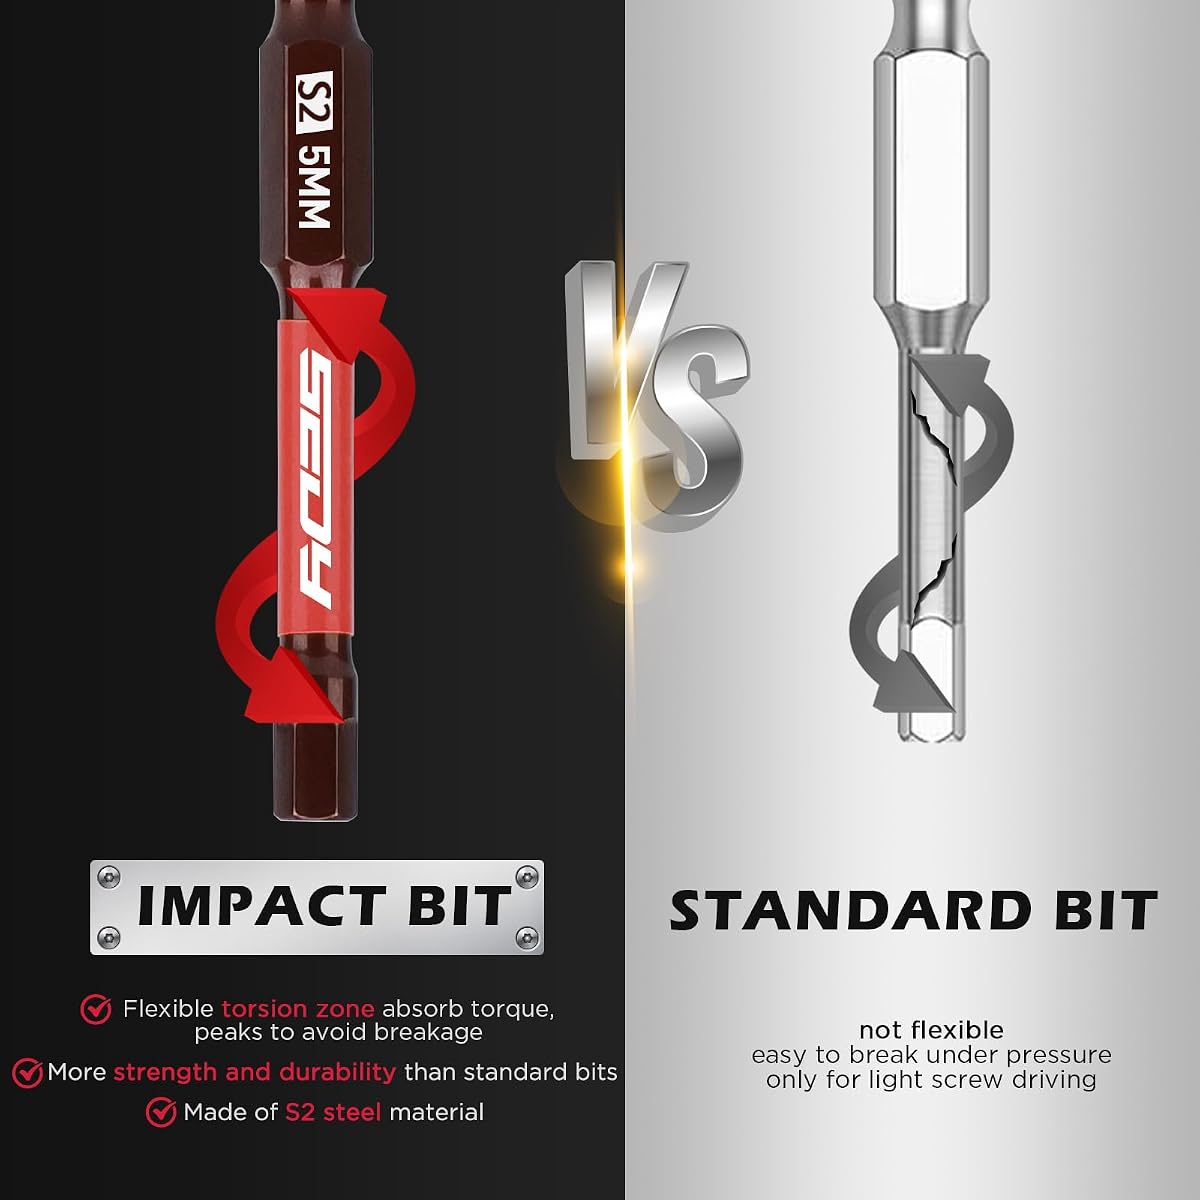 S2 5MM
SEDY
VS
IMPACT BIT
Flexible torsion zone absorb torque,
peaks to avoid breakage
More strength and durability than standard bits
Made of S2 steel material
STANDARD BIT
not flexible
easy to break under pressure
only for light screw driving